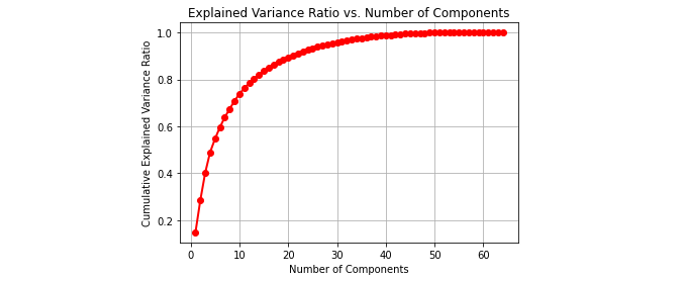 Explained Variance Ratio vs. Number of Components
Cumulative Explained Variance Ratio
1.0
0.8
0.6
0.4
0.2
0 10 20 30 40 50 60
Number of Components